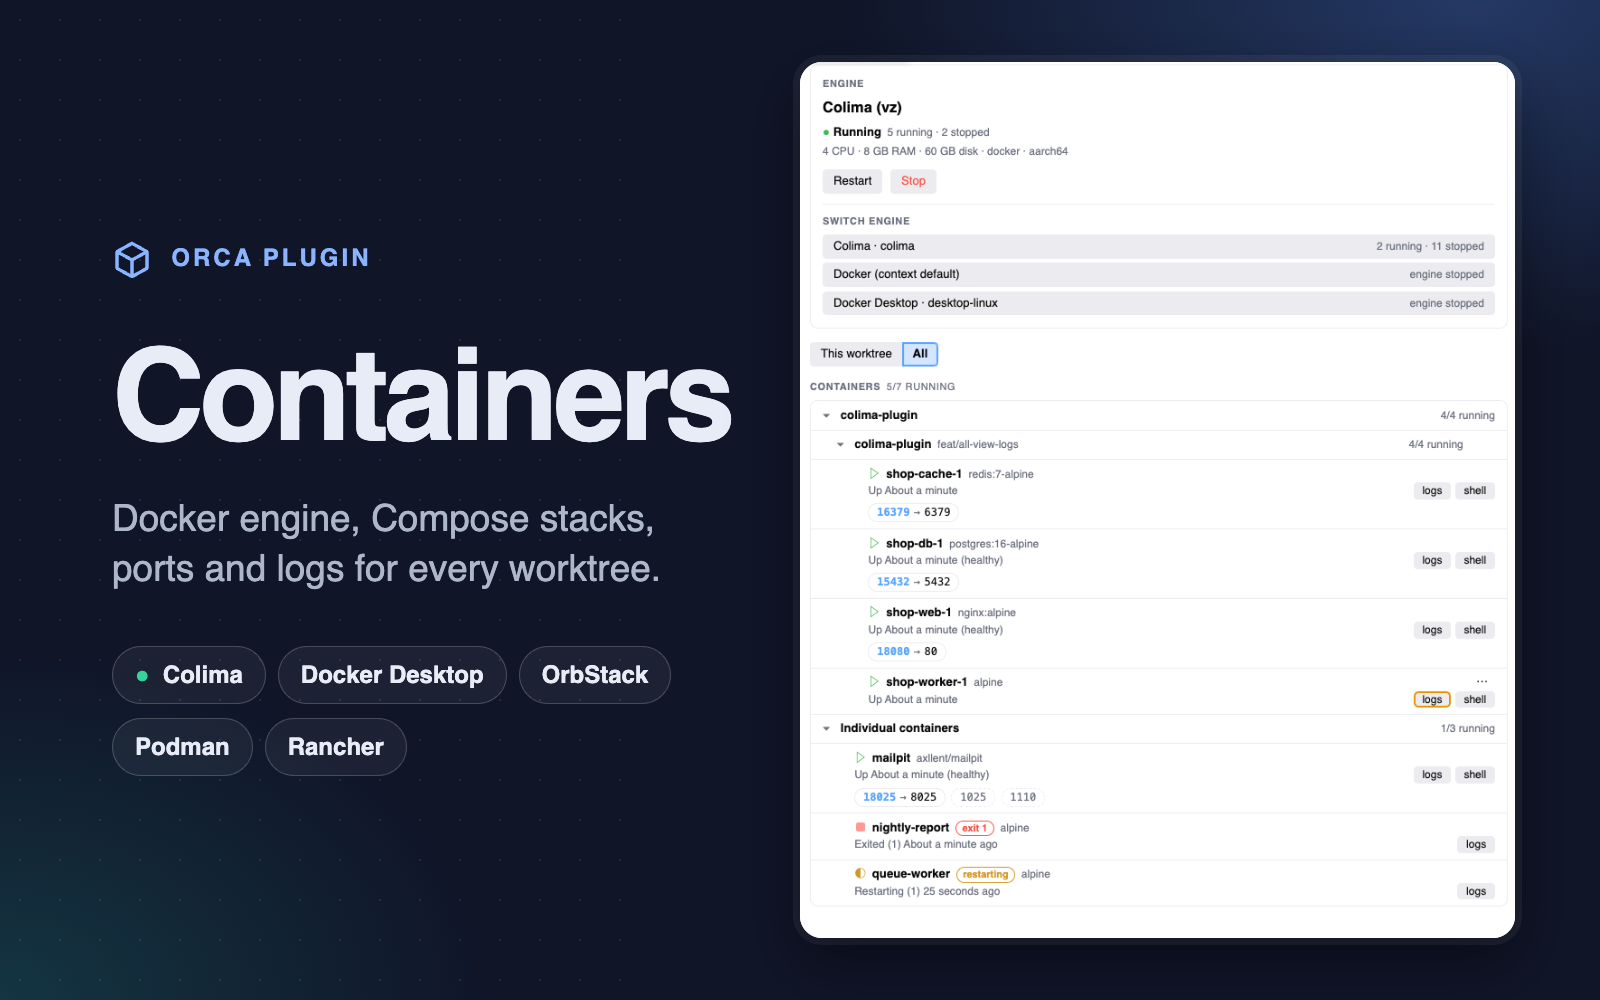 ORCA PLUGIN
Containers
Docker engine, Compose stacks,
ports and logs for every worktree.
Colima
Docker Desktop
OrbStack
Podman
Rancher
ENGINE
Colima (vz)
Running 5 running · 2 stopped
4 CPU · 8 GB RAM · 60 GB disk · docker · aarch64
Restart Stop
SWITCH ENGINE
Colima · colima 2 running · 11 stopped
Docker (context default) engine stopped
Docker Desktop · desktop-linux engine stopped
This worktree All
CONTAINERS 5/7 RUNNING
colima-plugin 4/4 running
colima-plugin feat/all-view-logs 4/4 running
shop-cache-1 redis:7-alpine
Up About a minute logs shell
16379 → 6379
shop-db-1 postgres:16-alpine
Up About a minute (healthy) logs shell
15432 → 5432
shop-web-1 nginx:alpine
Up About a minute (healthy) logs shell
18080 → 80
shop-worker-1 alpine ...
Up About a minute logs shell
Individual containers 1/3 running
mailpit axllent/mailpit
Up About a minute (healthy) logs shell
18025 → 8025 1025 1110
nightly-report exit 1 alpine
Exited (1) About a minute ago logs
queue-worker restarting alpine
Restarting (1) 25 seconds ago logs